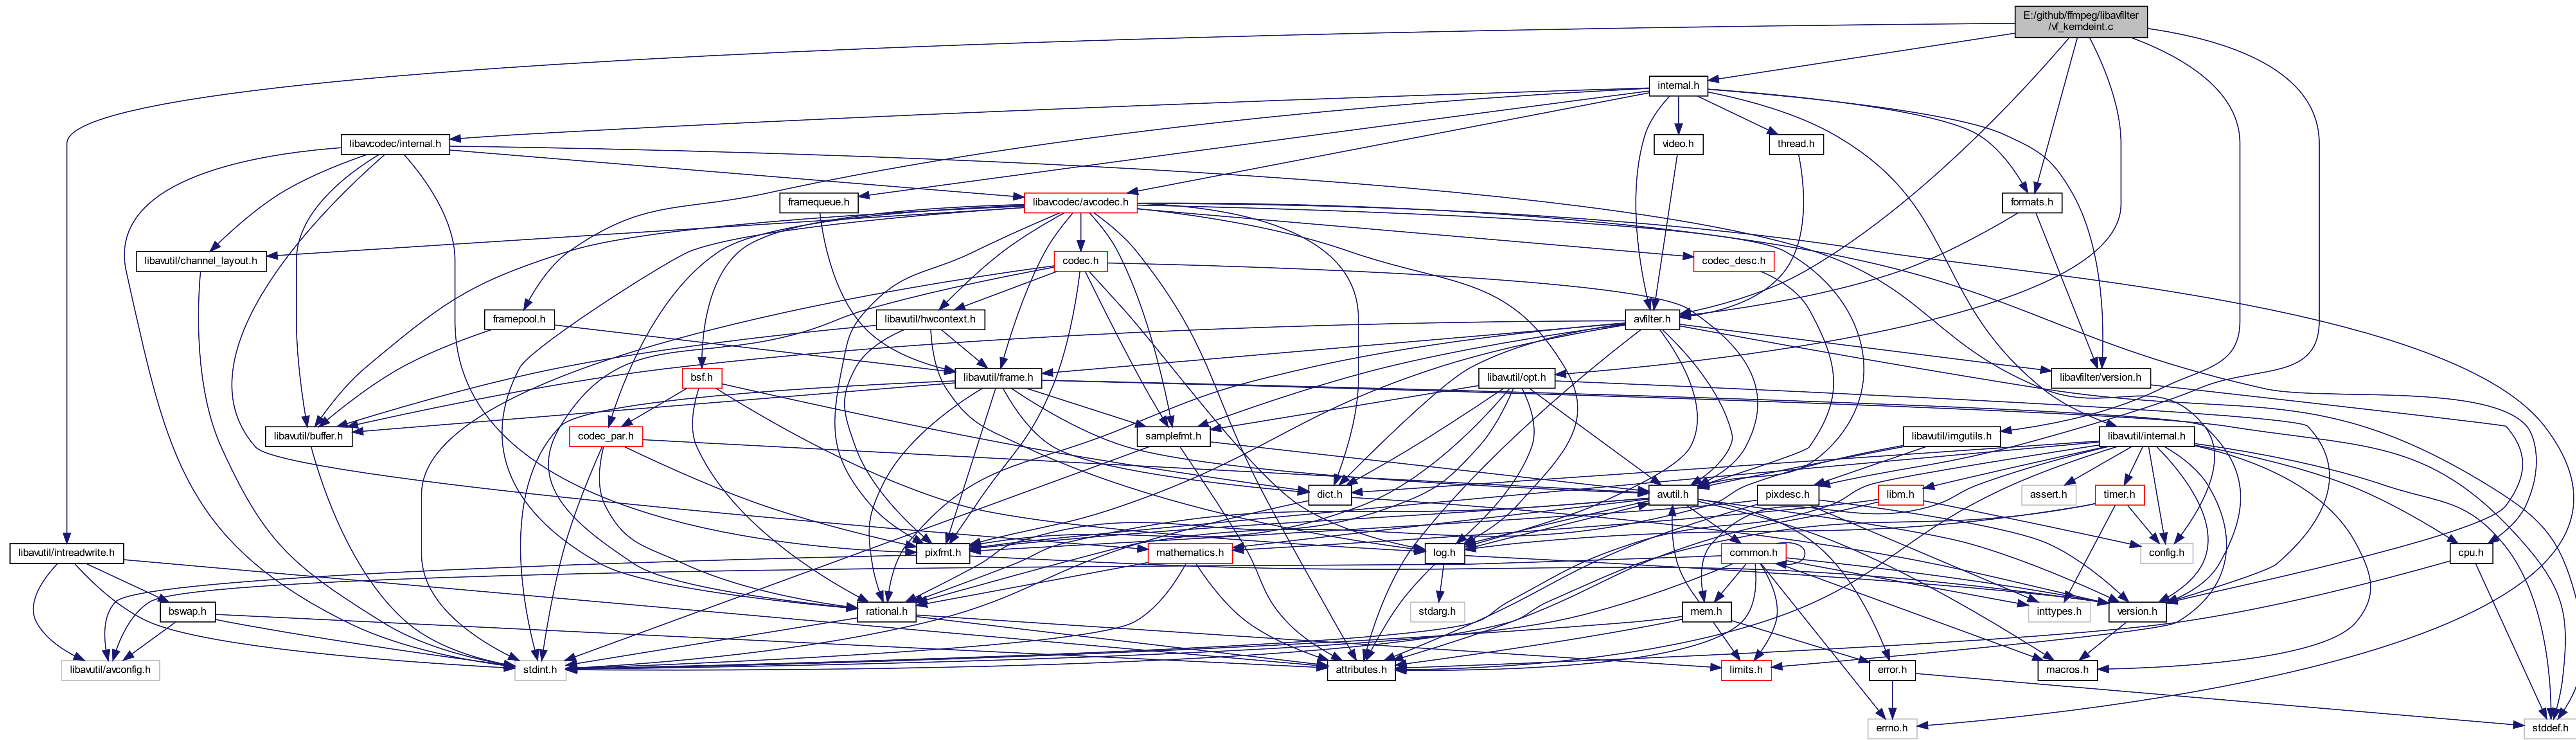 E:/github/ffmpeg/libavfilter
/vf_kerndeint.c
internal.h
libavcodec/internal.h
video.h
thread.h
framequeue.h
libavcodec/avcodec.h
formats.h
libavutil/channel_layout.h
codec.h
codec_desc.h
framepool.h
libavutil/hwcontext.h
avfilter.h
bsf.h
libavutil/frame.h
libavutil/opt.h
libavfilter/version.h
libavutil/buffer.h
codec_par.h
samplefmt.h
libavutil/imgutils.h
libavutil/internal.h
dict.h
avutil.h
pixdesc.h
libm.h
assert.h
timer.h
libavutil/intreadwrite.h
pixfmt.h
mathematics.h
log.h
common.h
config.h
cpu.h
bswap.h
rational.h
stdarg.h
mem.h
inttypes.h
version.h
libavutil/avconfig.h
stdint.h
attributes.h
limits.h
error.h
macros.h
errno.h
stddef.h